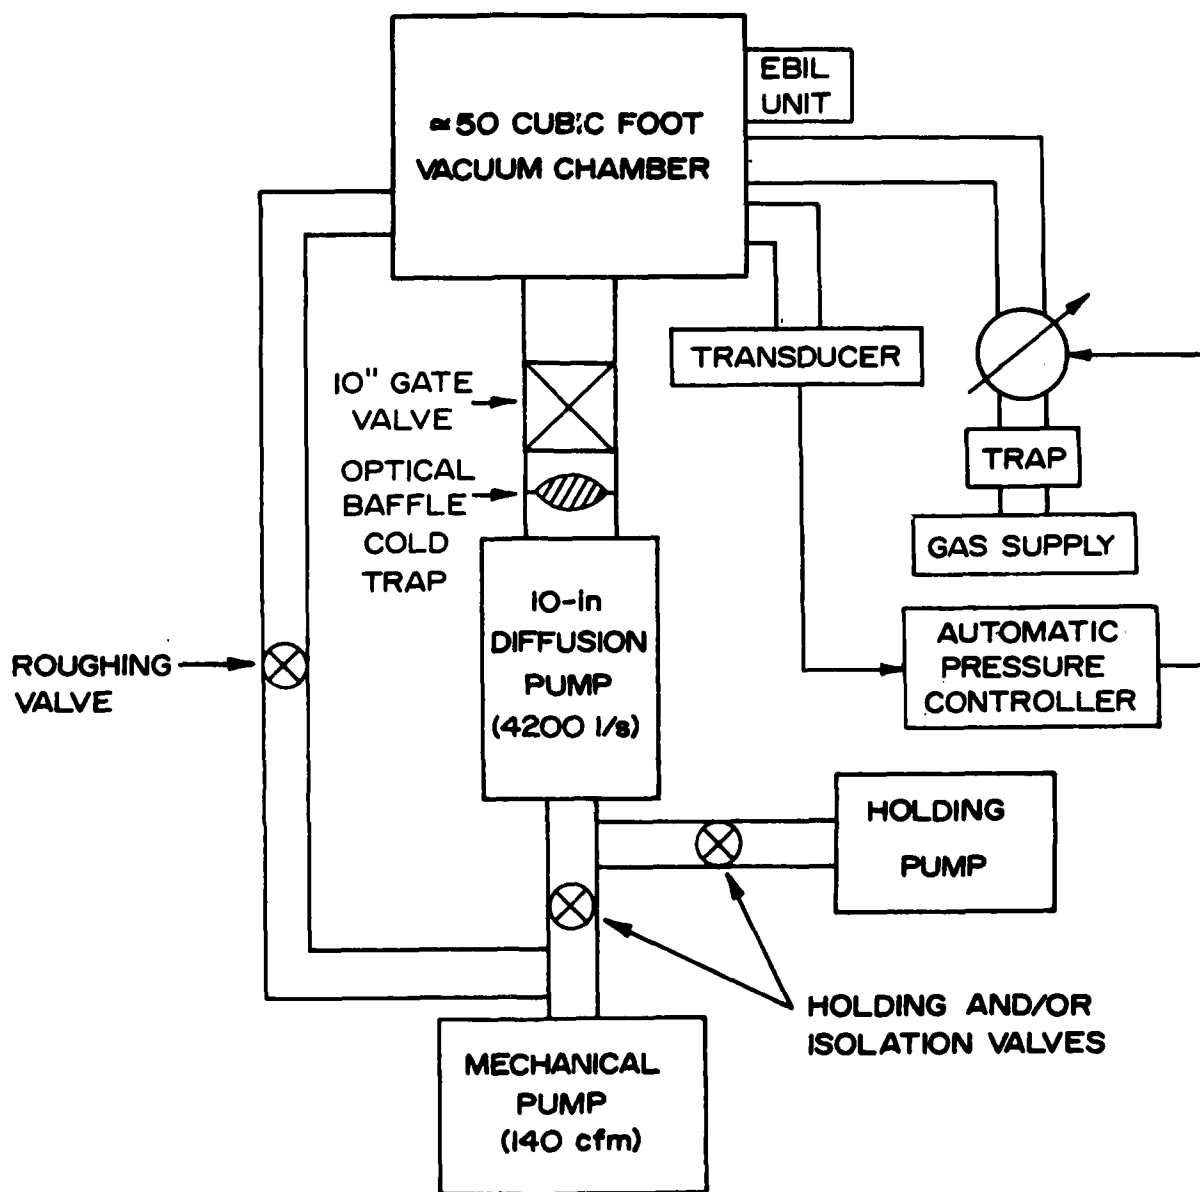 ≃50 CUBIC FOOT
VACUUM CHAMBER
EBIL
UNIT
TRANSDUCER
10" GATE
VALVE
OPTICAL
BAFFLE
COLD
TRAP
TRAP
GAS SUPPLY
10-in
DIFFUSION
PUMP
(4200 l/s)
AUTOMATIC
PRESSURE
CONTROLLER
ROUGHING
VALVE
HOLDING
PUMP
HOLDING AND/OR
ISOLATION VALVES
MECHANICAL
PUMP
(140 cfm)